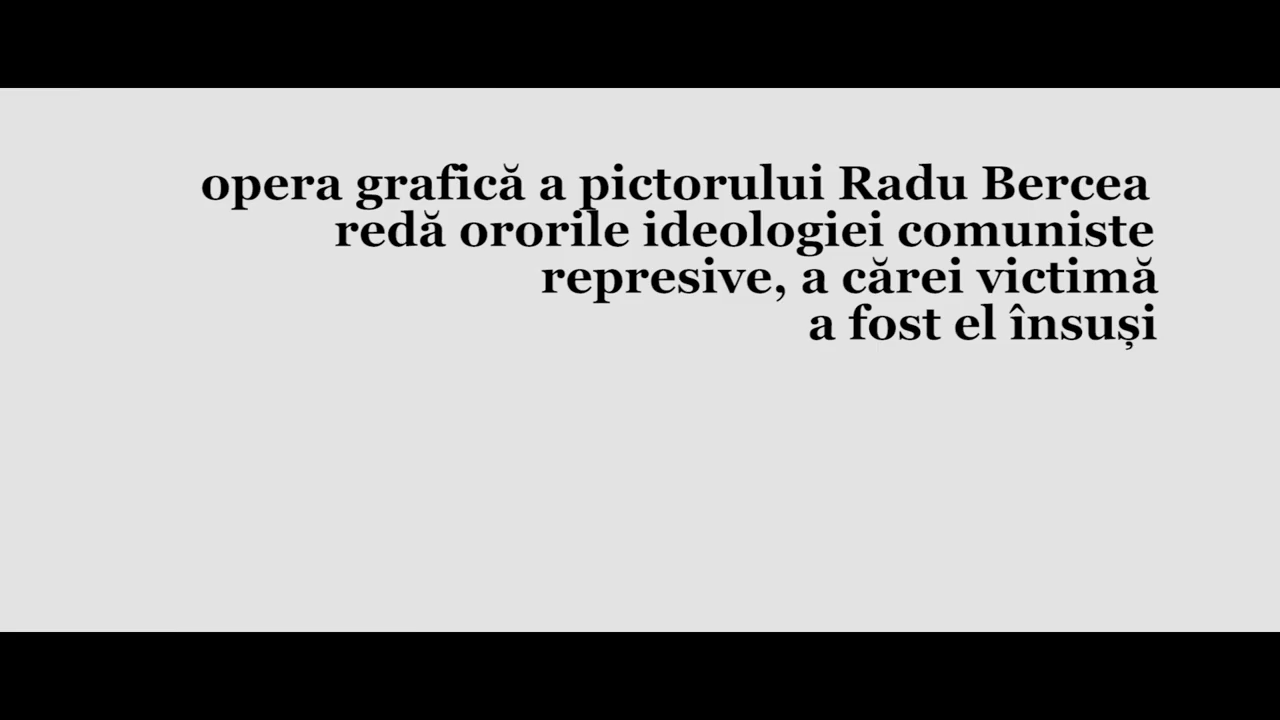 opera grafică a pictorului Radu Bercea
redă ororile ideologiei comuniste
represive, a cărei victimă
a fost el însuși